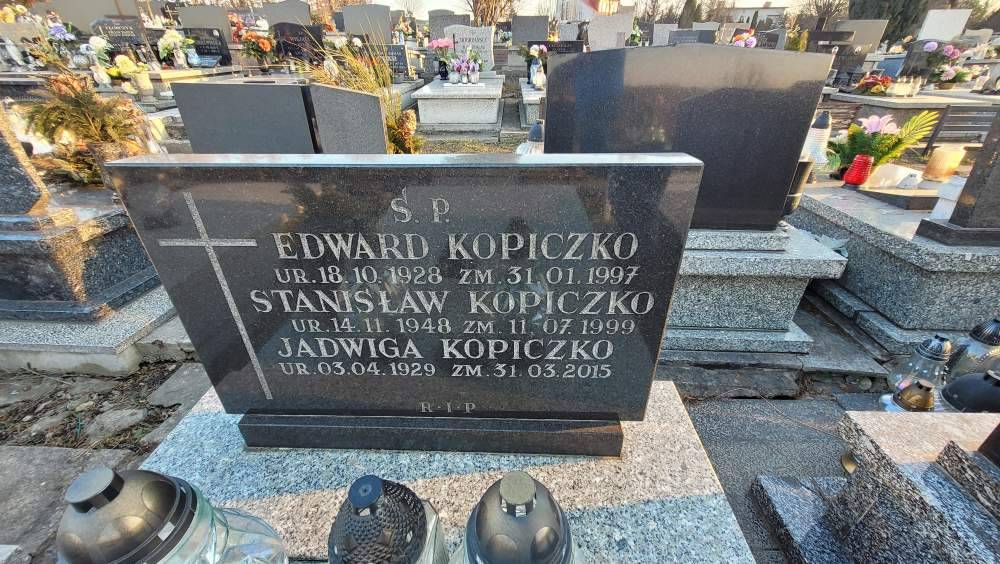 Ś. P.
EDWARD KOPICZKO
UR. 18. 10. 1928 ZM. 31. 01. 1997
STANISŁAW KOPICZKO
UR. 14. 11. 1948 ZM. 11. 07. 1999
JADWIGA KOPICZKO
UR. 03. 04. 1929 ZM. 31. 03. 2015
R · I · P